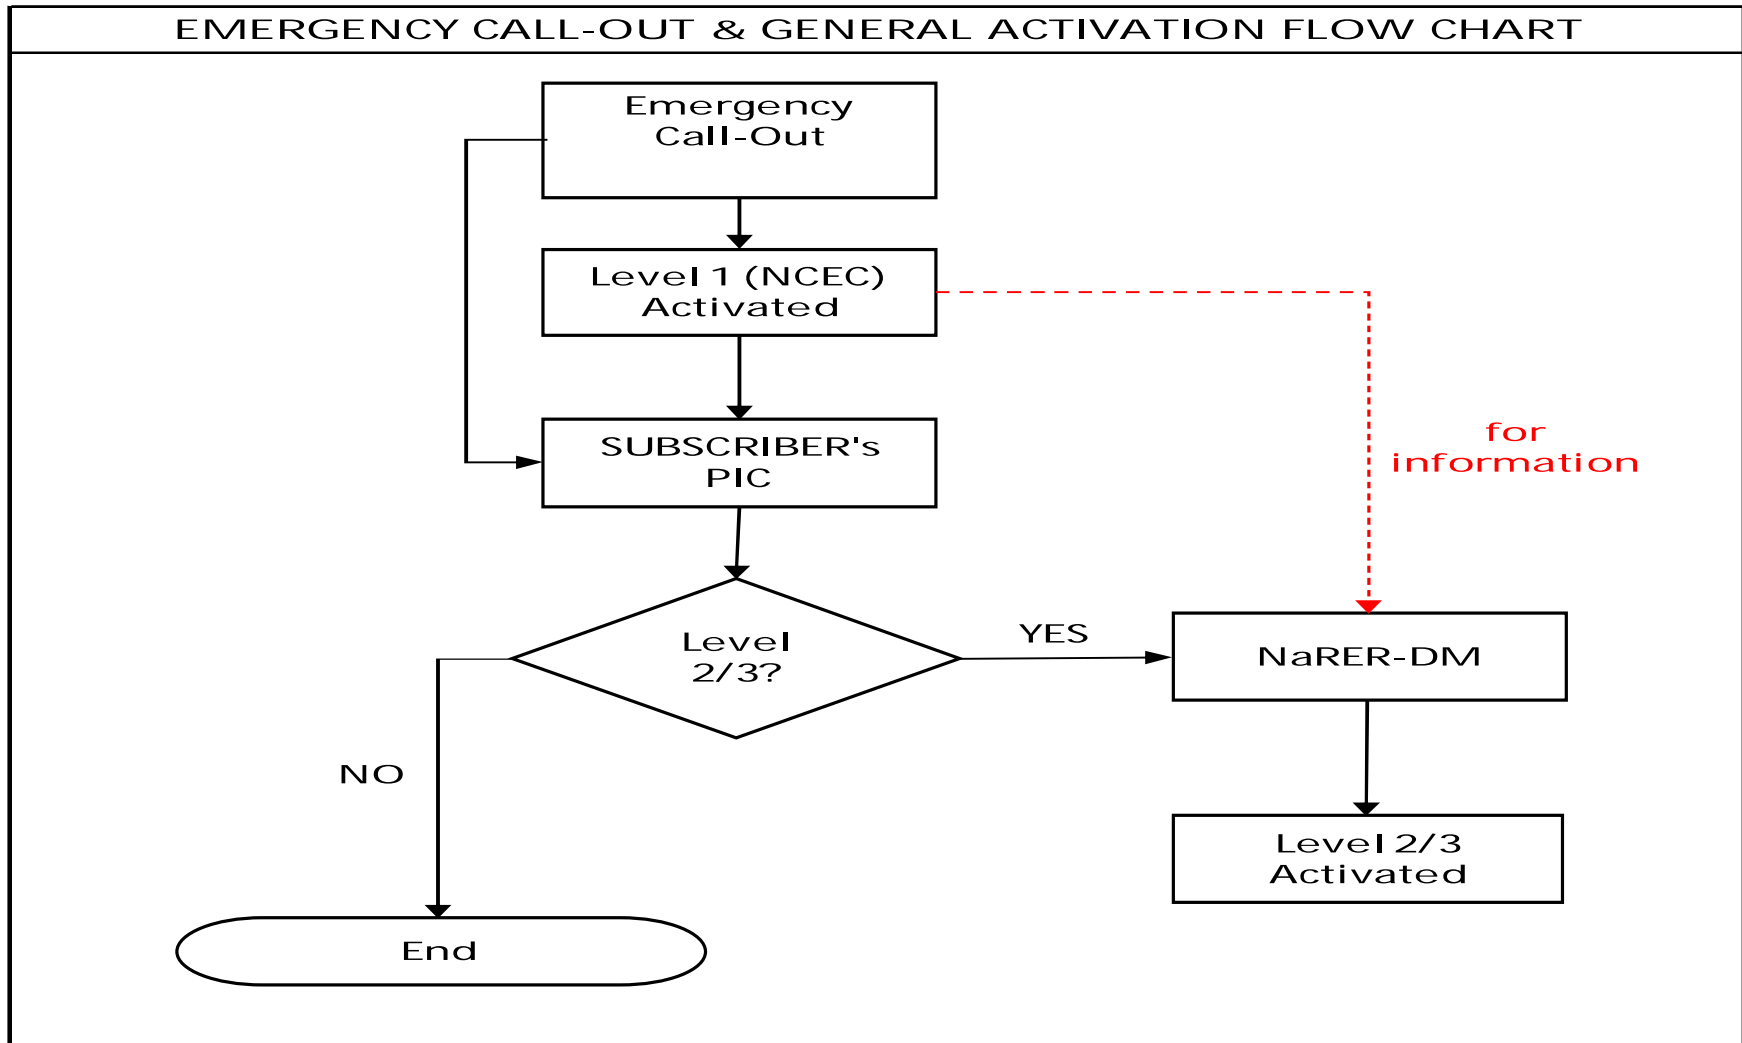 EMERGENCY CALL-OUT & GENERAL ACTIVATION FLOW CHART
Emergency
Call-Out
Level 1 (NCEC)
Activated
SUBSCRIBER's
PIC
for
information
Level
2/3?
YES
NaRER-DM
NO
Level 2/3
Activated
End